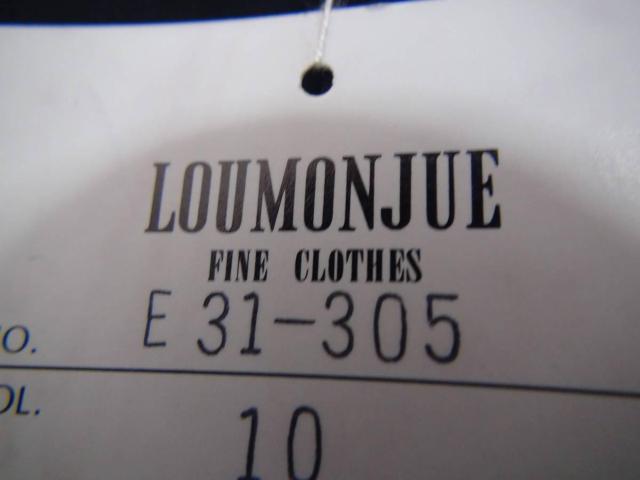 LOUMONJUE
FINE CLOTHES
O. E 31-305
OL. 10